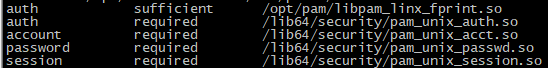 auth sufficient /opt/pam/libpam_linx_fprint.so
auth required /lib64/security/pam_unix_auth.so
account required /lib64/security/pam_unix_acct.so
password required /lib64/security/pam_unix_passwd.so
session required /lib64/security/pam_unix_session.so